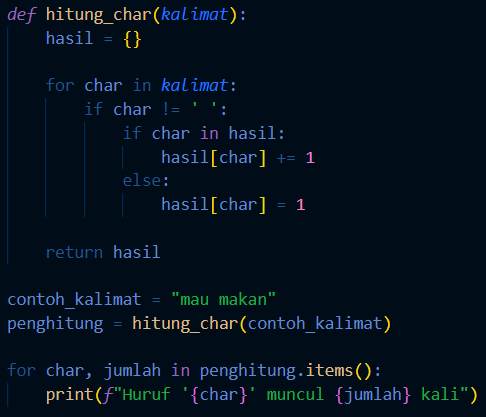 def hitung_char(kalimat):
    hasil = {}

    for char in kalimat:
        if char != ' ':
            if char in hasil:
                hasil[char] += 1
            else:
                hasil[char] = 1

    return hasil

contoh_kalimat = "mau makan"
penghitung = hitung_char(contoh_kalimat)

for char, jumlah in penghitung.items():
    print(f"Huruf '{char}' muncul {jumlah} kali")